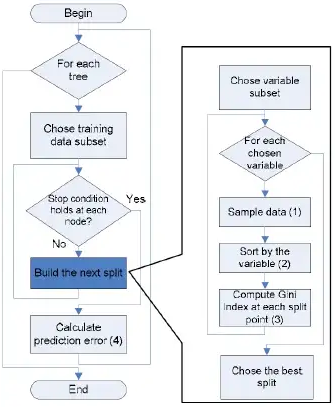 Begin
For each
tree
Chose training
data subset
Stop condition
holds at each
node?
Yes
No
Build the next split
Calculate
prediction error (4)
End
Chose variable
subset
For each
chosen
variable
Sample data (1)
Sort by the
variable (2)
Compute Gini
Index at each split
point (3)
Chose the best
split